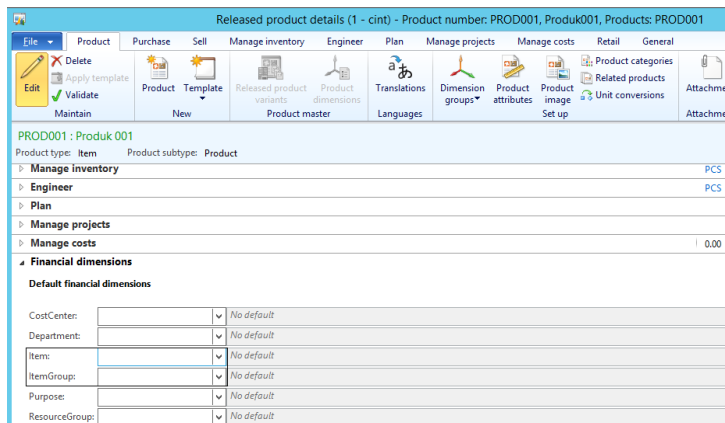 Released product details (1 - cint) - Product number: PROD001, Produk001, Products: PROD001
File Product Purchase Sell Manage inventory Engineer Plan Manage projects Manage costs Retail General
Edit
Delete
Apply template
Validate
Maintain
Product
Template
New
Released product variants
Product dimensions
Product master
Translations
Languages
Dimension groups
Product attributes
Product image
Product categories
Related products
Unit conversions
Set up
Attachme
Attachme
PROD001 : Produk 001
Product type: Item Product subtype: Product
Manage inventory PCS
Engineer PCS
Plan
Manage projects
Manage costs 0.00
Financial dimensions
Default financial dimensions
CostCenter: No default
Department: No default
Item: No default
ItemGroup: No default
Purpose: No default
ResourceGroup: No default